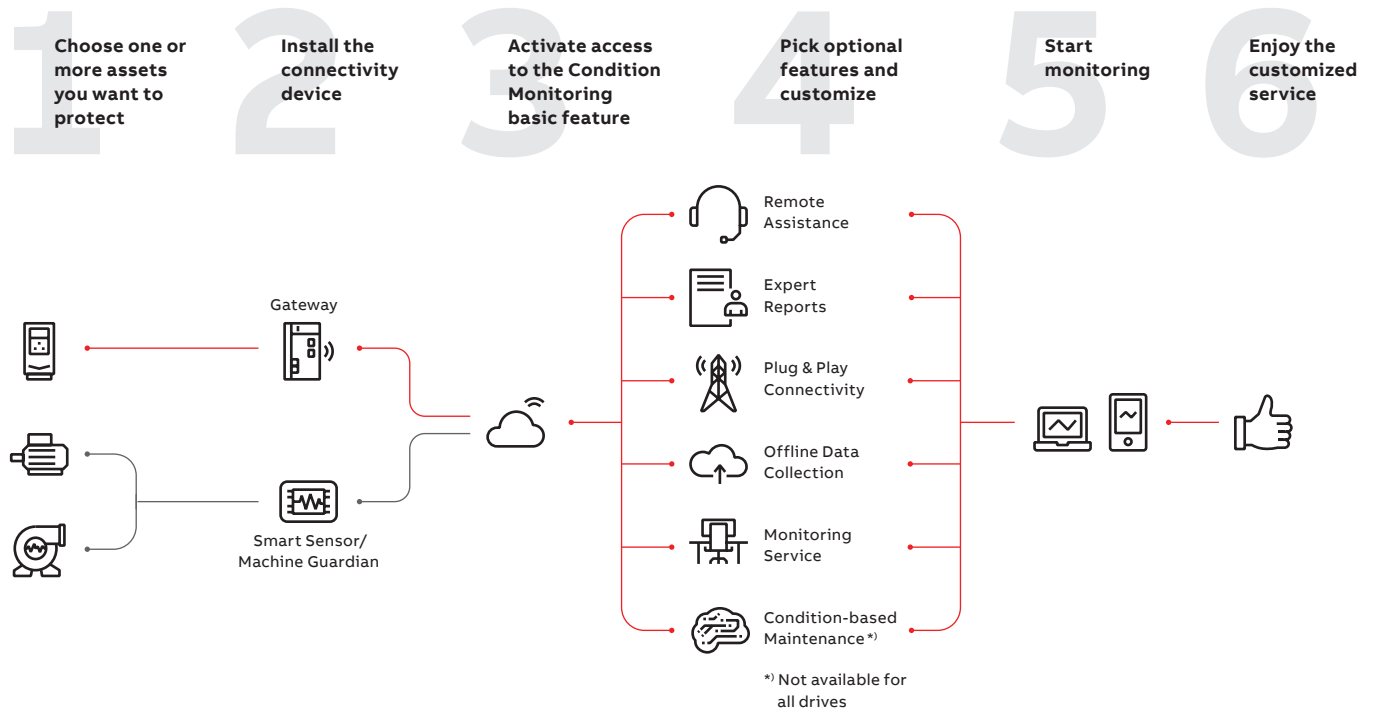 1
Choose one or
more assets
you want to
protect
2
Install the
connectivity
device
3
Activate access
to the Condition
Monitoring
basic feature
4
Pick optional
features and
customize
5
Start
monitoring
6
Enjoy the
customized
service
Gateway
Smart Sensor/
Machine Guardian
Remote
Assistance
Expert
Reports
Plug & Play
Connectivity
Offline Data
Collection
Monitoring
Service
Condition-based
Maintenance *)
*) Not available for
all drives